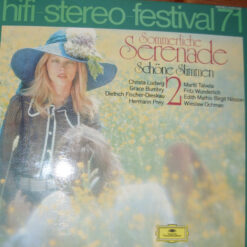 hifi-stereo festival 71
Sommerliche
Serenade
Schöne Stimmen
2
Christa Ludwig
Grace Bumbry
Dietrich Fischer-Dieskau
Hermann Prey
Martti Talvela
Fritz Wunderlich
Edith Mathis Birgit Nilsson
Wieslaw Ochman